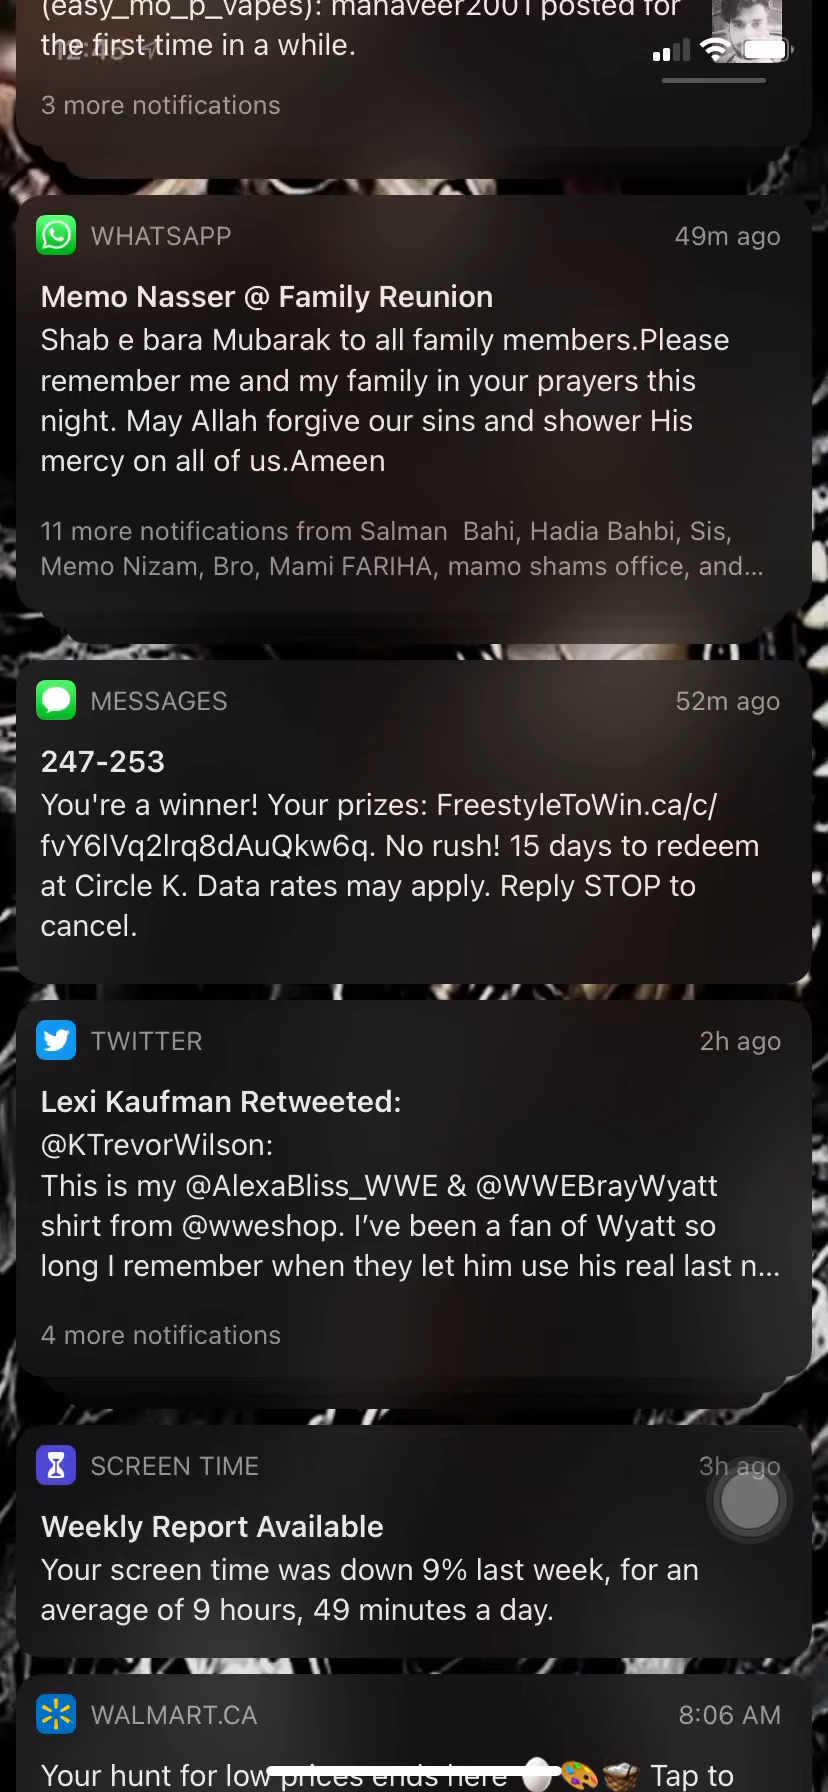 (easy_mo_p_vapes): mahaveer2001 posted for
the first time in a while.
12:45
3 more notifications
WHATSAPP
49m ago
Memo Nasser @ Family Reunion
Shab e bara Mubarak to all family members.Please
remember me and my family in your prayers this
night. May Allah forgive our sins and shower His
mercy on all of us.Ameen
11 more notifications from Salman  Bahi, Hadia Bahbi, Sis,
Memo Nizam, Bro, Mami FARIHA, mamo shams office, and...
MESSAGES
52m ago
247-253
You're a winner! Your prizes: FreestyleToWin.ca/c/
fvY6lVq2lrq8dAuQkw6q. No rush! 15 days to redeem
at Circle K. Data rates may apply. Reply STOP to
cancel.
TWITTER
2h ago
Lexi Kaufman Retweeted:
@KTrevorWilson:
This is my @AlexaBliss_WWE & @WWEBrayWyatt
shirt from @wweshop. I’ve been a fan of Wyatt so
long I remember when they let him use his real last n...
4 more notifications
SCREEN TIME
3h ago
Weekly Report Available
Your screen time was down 9% last week, for an
average of 9 hours, 49 minutes a day.
WALMART.CA
8:06 AM
Your hunt for low prices ends here 🥚🎨🧺 Tap to